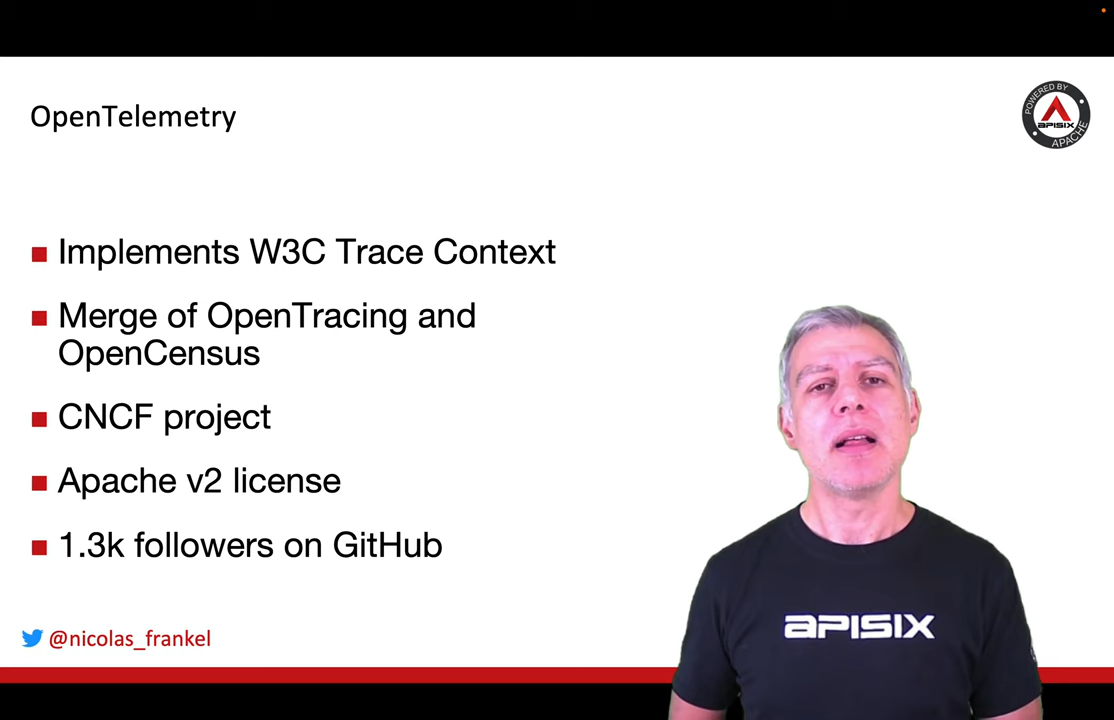 OpenTelemetry
POWERED BY
APISIX
APACHE
Implements W3C Trace Context
Merge of OpenTracing and
OpenCensus
CNCF project
Apache v2 license
1.3k followers on GitHub
APISIX
@nicolas_frankel